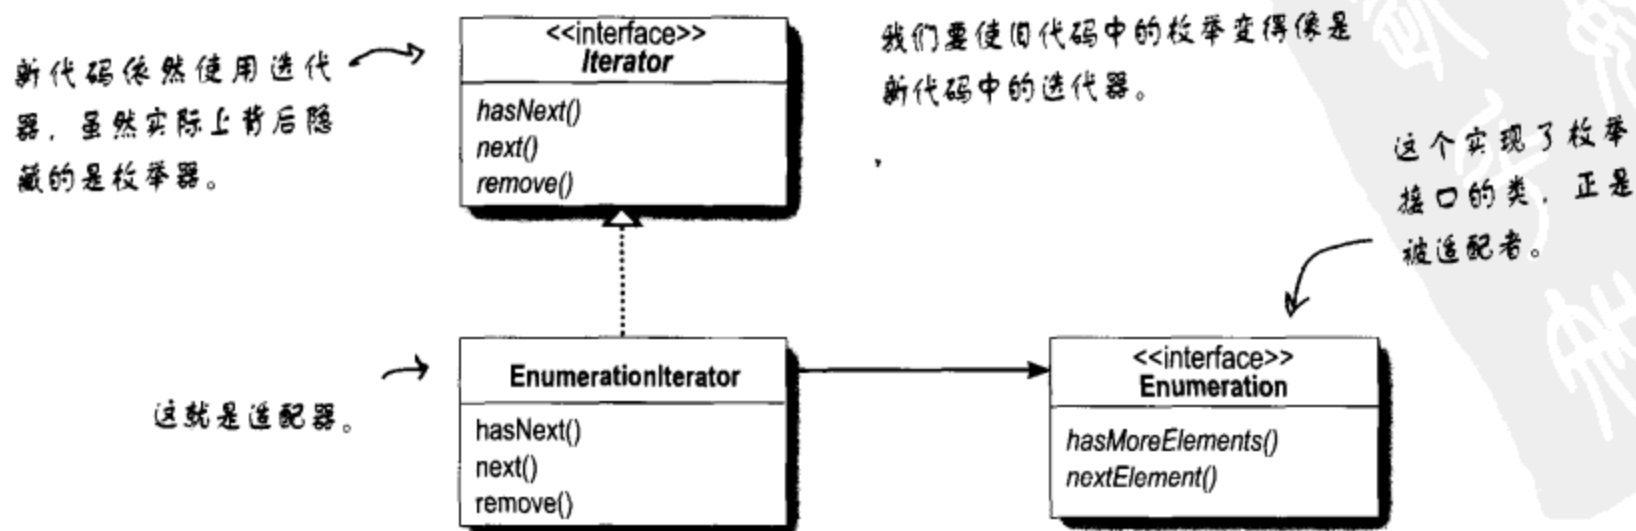 新代码依然使用迭代
器，虽然实际上背后隐
藏的是枚举器。
<<interface>>
Iterator
hasNext()
next()
remove()
我们要使旧代码中的枚举变得像是
新代码中的迭代器。
这个实现了枚举
接口的类，正是
被适配者。
这就是适配器。
EnumerationIterator
hasNext()
next()
remove()
<<interface>>
Enumeration
hasMoreElements()
nextElement()